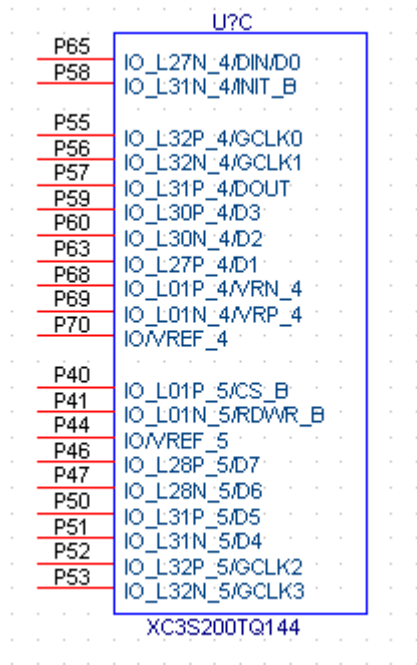 U?C
P65 IO_L27N_4/DIN/D0
P58 IO_L31N_4/INIT_B
P55 IO_L32P_4/GCLK0
P56 IO_L32N_4/GCLK1
P57 IO_L31P_4/DOUT
P59 IO_L30P_4/D3
P60 IO_L30N_4/D2
P63 IO_L27P_4/D1
P68 IO_L01P_4/VRN_4
P69 IO_L01N_4/VRP_4
P70 IO/VREF_4
P40 IO_L01P_5/CS_B
P41 IO_L01N_5/RDWR_B
P44 IO/VREF_5
P46 IO_L28P_5/D7
P47 IO_L28N_5/D6
P50 IO_L31P_5/D5
P51 IO_L31N_5/D4
P52 IO_L32P_5/GCLK2
P53 IO_L32N_5/GCLK3
XC3S200TQ144